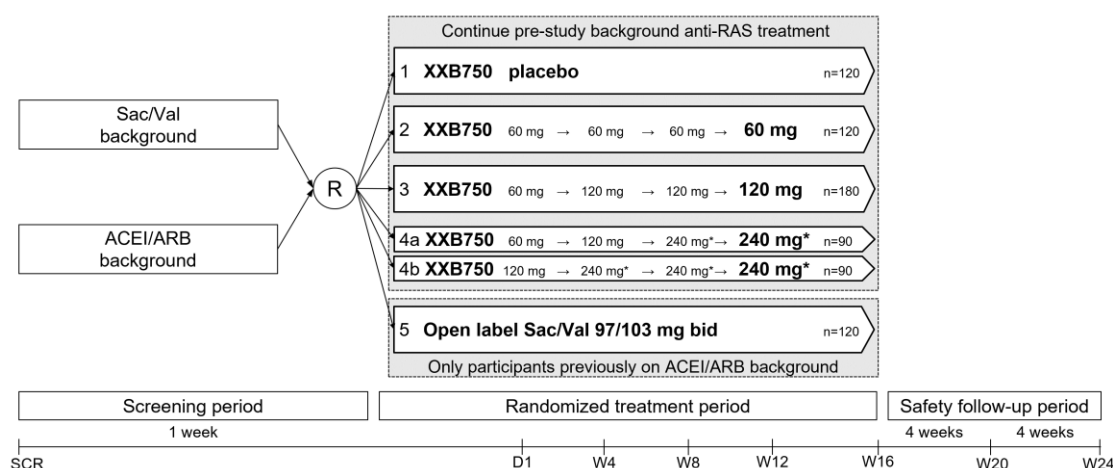 Continue pre-study background anti-RAS treatment
1 XXB750 placebo n=120
Sac/Val
background
2 XXB750 60 mg → 60 mg → 60 mg → 60 mg n=120
R
3 XXB750 60 mg → 120 mg → 120 mg → 120 mg n=180
ACEI/ARB
background
4a XXB750 60 mg → 120 mg → 240 mg* → 240 mg* n=90
4b XXB750 120 mg → 240 mg* → 240 mg* → 240 mg* n=90
5 Open label Sac/Val 97/103 mg bid n=120
Only participants previously on ACEI/ARB background
Screening period Randomized treatment period Safety follow-up period
1 week 4 weeks 4 weeks
SCR D1 W4 W8 W12 W16 W20 W24